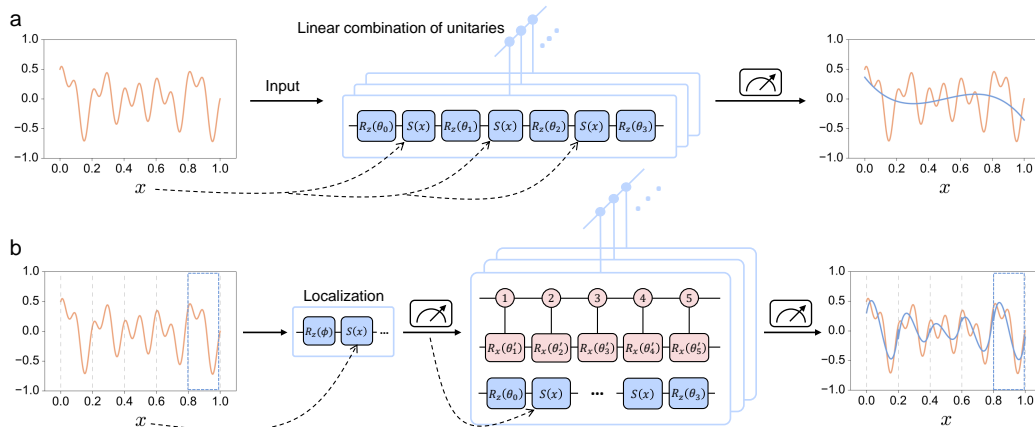 a
Linear combination of unitaries
1.0
0.5
0.0
−0.5
−1.0
0.0 0.2 0.4 0.6 0.8 1.0
x
Input
R_z(θ_0) S(x) R_z(θ_1) S(x) R_z(θ_2) S(x) R_z(θ_3)
1.0
0.5
0.0
−0.5
−1.0
0.0 0.2 0.4 0.6 0.8 1.0
x
b
1.0
0.5
0.0
−0.5
−1.0
0.0 0.2 0.4 0.6 0.8 1.0
x
Localization
R_z(ϕ) S(x) ...
1 2 3 4 5
R_x(θ′_1) R_x(θ′_2) R_x(θ′_3) R_x(θ′_4) R_x(θ′_5)
R_z(θ_0) S(x) ... S(x) R_z(θ_3)
1.0
0.5
0.0
−0.5
−1.0
0.0 0.2 0.4 0.6 0.8 1.0
x